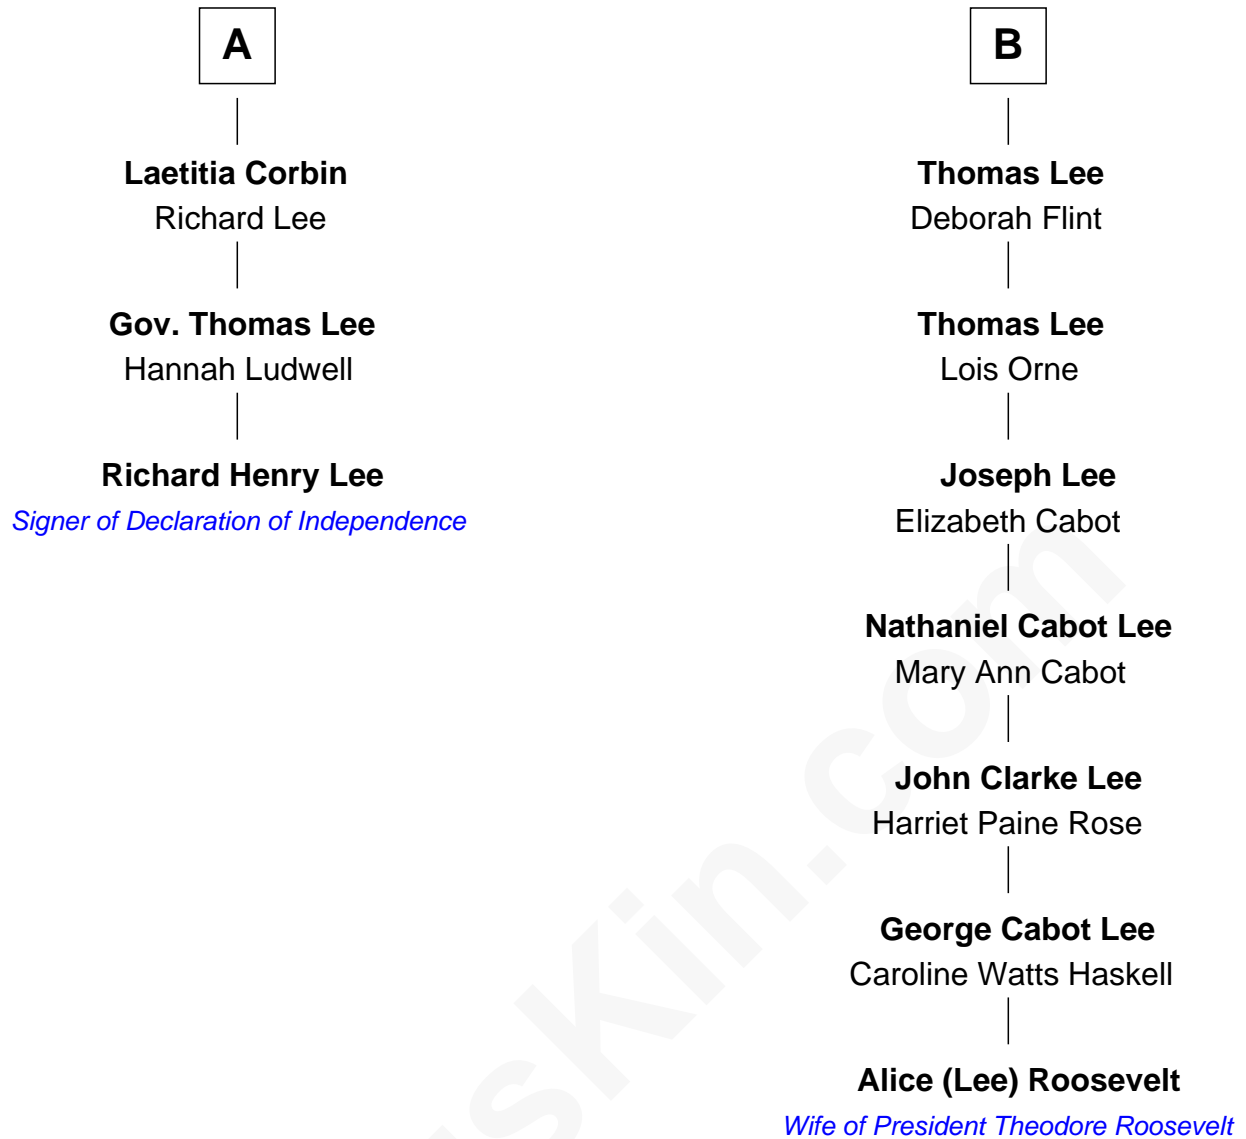 A
Laetitia Corbin
Richard Lee
Gov. Thomas Lee
Hannah Ludwell
Richard Henry Lee
Signer of Declaration of Independence
B
Thomas Lee
Deborah Flint
Thomas Lee
Lois Orne
Joseph Lee
Elizabeth Cabot
Nathaniel Cabot Lee
Mary Ann Cabot
John Clarke Lee
Harriet Paine Rose
George Cabot Lee
Caroline Watts Haskell
Alice (Lee) Roosevelt
Wife of President Theodore Roosevelt